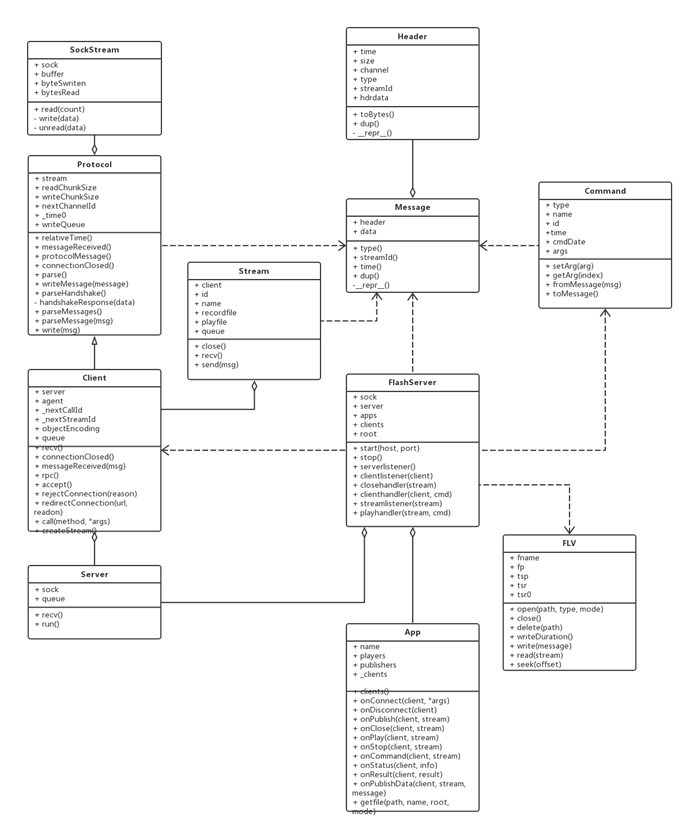 SockStream
+ sock
+ buffer
+ byteSwriten
+ bytesRead
+ read(count)
- write(data)
- unread(data)
Header
+ time
+ size
+ channel
+ type
+ streamId
+ hdrdata
+ toBytes()
+ dup()
- __repr__()
Protocol
+ stream
+ readChunkSize
+ writeChunkSize
+ nextChannelId
+ _time0
+ writeQueue
+ relativeTime()
+ messageReceived()
+ protocolMessage()
+ connectionClosed()
+ parse()
+ writeMessage(message)
+ parseHandshake()
- handshakeResponse(data)
+ parseMessages()
+ parseMessage(msg)
+ write(msg)
Message
+ header
+ data
+ type()
+ streamId()
+ time()
+ dup()
-__repr__()
Command
+ type
+ name
+ id
+time
+ cmdDate
+ args
+ setArg(arg)
+ getArg(index)
+ fromMessage(msg)
+ toMessage()
Stream
+ client
+ id
+ name
+ recordfile
+ playfile
+ queue
+ close()
+ recv()
+ send(msg)
Client
+ server
+ agent
+ _nextCallId
+ _nextStreamId
+ objectEncoding
+ queue
+ recv()
+ connectionClosed()
+ messageReceived(msg)
+ rpc()
+ accept()
+ rejectConnection(reason)
+ redirectConnection(url,
readon)
+ call(method, *args)
+ createStream()
FlashServer
+ sock
+ server
+ apps
+ clients
+ root
+ start(host, port)
+ stop()
+ serverlistener()
+ clientlistener(client)
+ closehandler(stream)
+ clienthandler(client, cmd)
+ streamlistener(stream)
+ playhandler(stream, cmd)
FLV
+ fname
+ fp
+ tsp
+ tsr
+ tsr0
+ open(path, type, mode)
+ close()
+ delete(path)
+ writeDuration()
+ write(message)
+ read(stream)
+ seek(offset)
Server
+ sock
+ queue
+ recv()
+ run()
App
+ name
+ players
+ publishers
+ _clients
+ clients()
+ onConnect(client, *args)
+ onDisconnect(client)
+ onPublish(client, stream)
+ onClose(client, stream)
+ onPlay(client, stream)
+ onStop(client, stream)
+ onCommand(client, stream)
+ onStatus(client, info)
+ onResult(client, result)
+ onPublishData(client, stream,
message)
+ getfile(path, name, root,
mode)